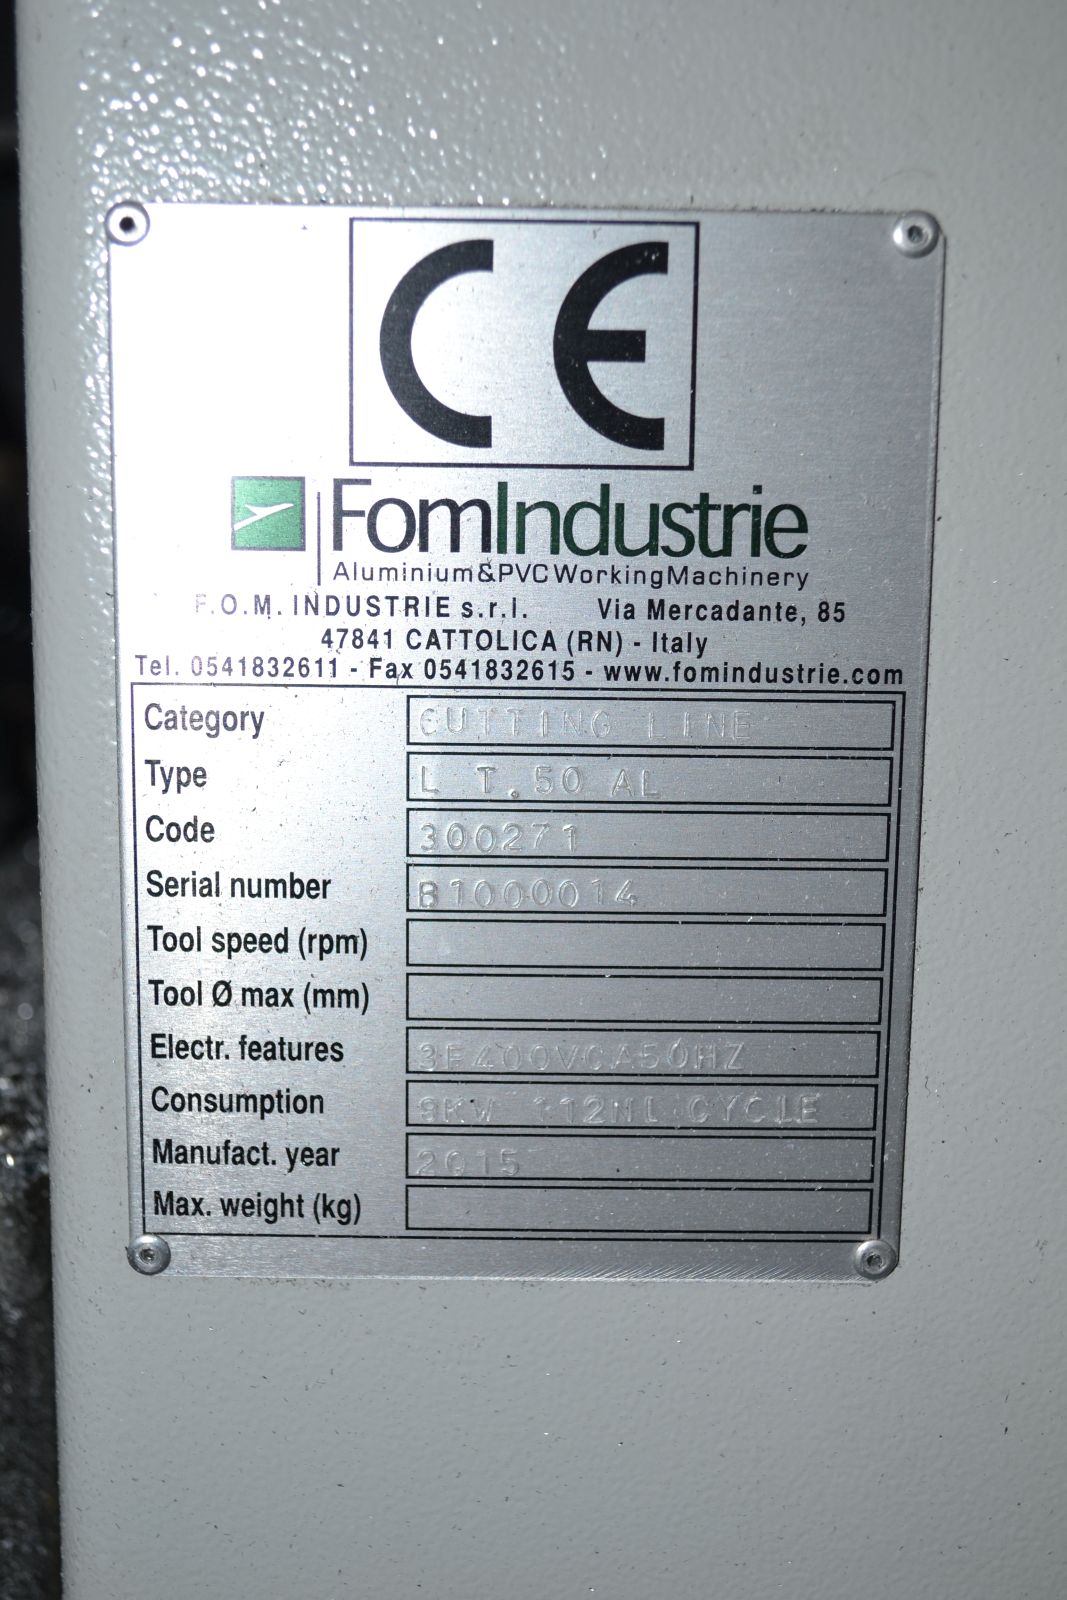 CE
FomIndustrie
Aluminium&PVCWorkingMachinery
F.O.M. INDUSTRIE s.r.l. Via Mercadante, 85
47841 CATTOLICA (RN) - Italy
Tel. 0541832611 - Fax 0541832615 - www.fomindustrie.com
Category CUTTING LINE
Type L T.50 AL
Code 300271
Serial number B1000014
Tool speed (rpm)
Tool Ø max (mm)
Electr. features 3F400VCA50HZ
Consumption 9KW 112NL CYCLE
Manufact. year 2015
Max. weight (kg)